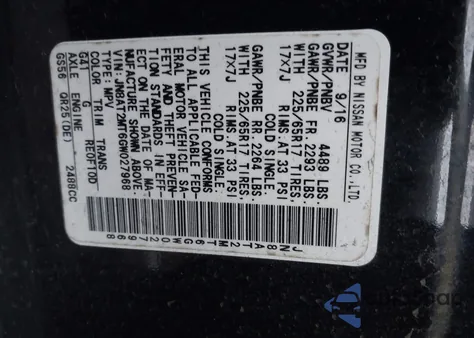 MFD BY NISSAN MOTOR CO.,LTD.
DATE 9/16
GVWR/PNBV 4489 LBS.
GAWR/PNBE FR 2293 LBS.
WITH 225/65R17 TIRES,
17X7J RIMS AT 33 PSI
COLD SINGLE.
GAWR/PNBE RR 2264 LBS.
WITH 225/65R17 TIRES,
17X7J RIMS AT 33 PSI
COLD SINGLE.
THIS VEHICLE CONFORMS
TO ALL APPLICABLE FED-
ERAL MOTOR VEHICLE SA-
FETY AND THEFT PREVEN-
TION STANDARDS IN EFF-
ECT ON THE DATE OF MA-
NUFACTURE SHOWN ABOVE.
VIN:JN8AT2MT6GW027968
TYPE:MPV
COLOR TRIM TRANS
G41 G RE0F10D
AXLE ENGINE
GS56 QR25(DE) 2488CC